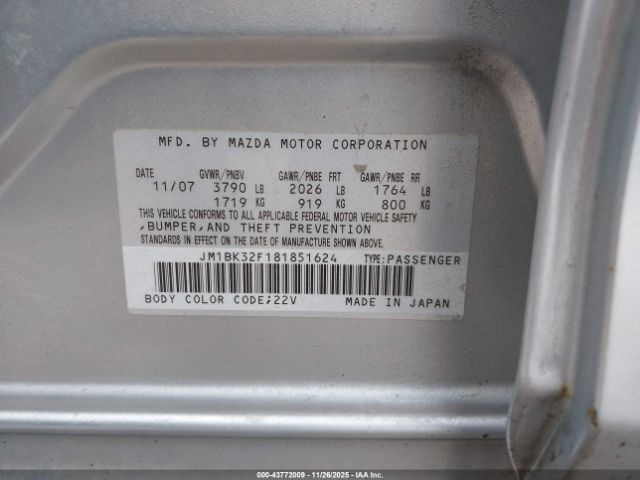 MFD. BY MAZDA MOTOR CORPORATION
DATE GVWR/PNBV GAWR/PNBE FRT GAWR/PNBE RR
11/07 3790 LB 2026 LB 1764 LB
1719 KG 919 KG 800 KG
THIS VEHICLE CONFORMS TO ALL APPLICABLE FEDERAL MOTOR VEHICLE SAFETY
,BUMPER,AND THEFT PREVENTION
STANDARDS IN EFFECT ON THE DATE OF MANUFACTURE SHOWN ABOVE.
JM1BK32F181851624 TYPE:PASSENGER
BODY COLOR CODE;22V MADE IN JAPAN
000-43772009 11/26/2025 IAA Inc.